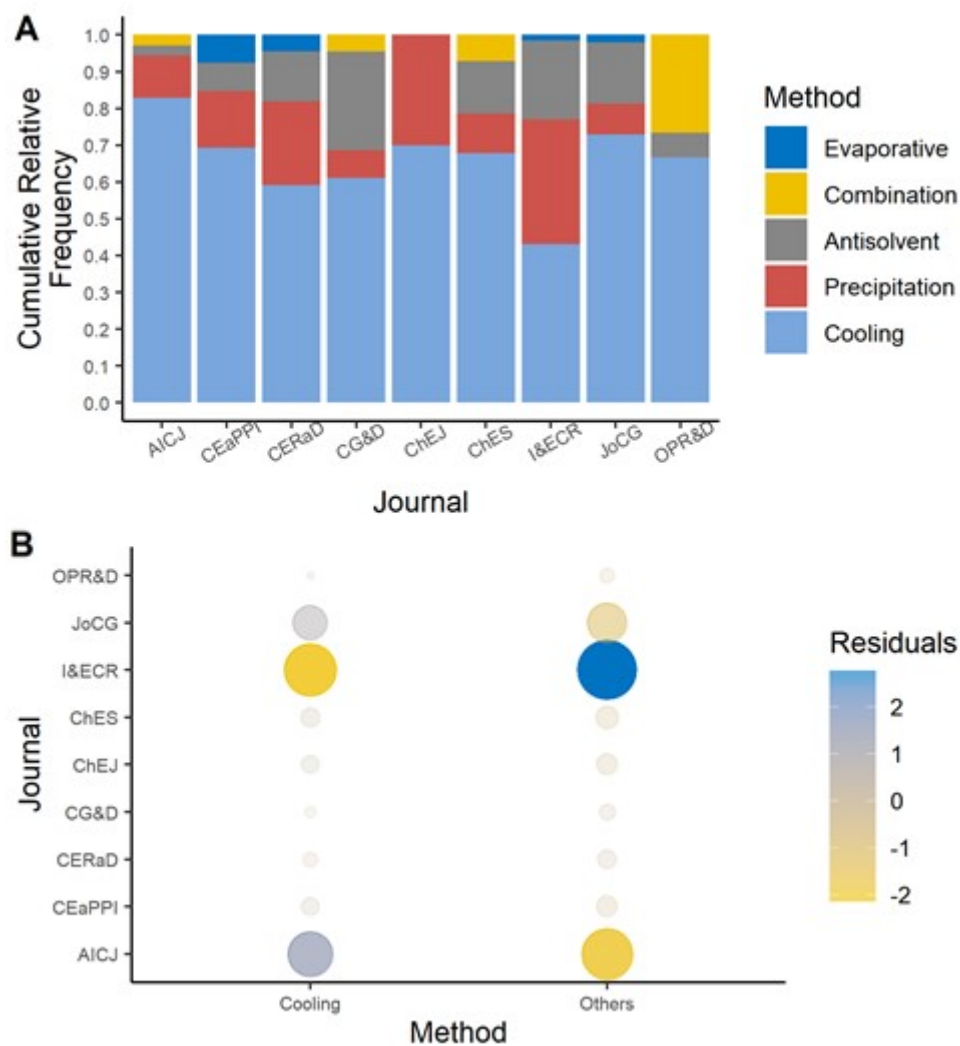 A
Cumulative Relative
Frequency
1.0
0.9
0.8
0.7
0.6
0.5
0.4
0.3
0.2
0.1
0.0
AICJ
CEaPPI
CERaD
CG&D
ChEJ
ChES
I&ECR
JoCG
OPR&D
Journal
Method
Evaporative
Combination
Antisolvent
Precipitation
Cooling
B
Journal
OPR&D
JoCG
I&ECR
ChES
ChEJ
CG&D
CERaD
CEaPPI
AICJ
Cooling
Others
Method
Residuals
2
1
0
-1
-2